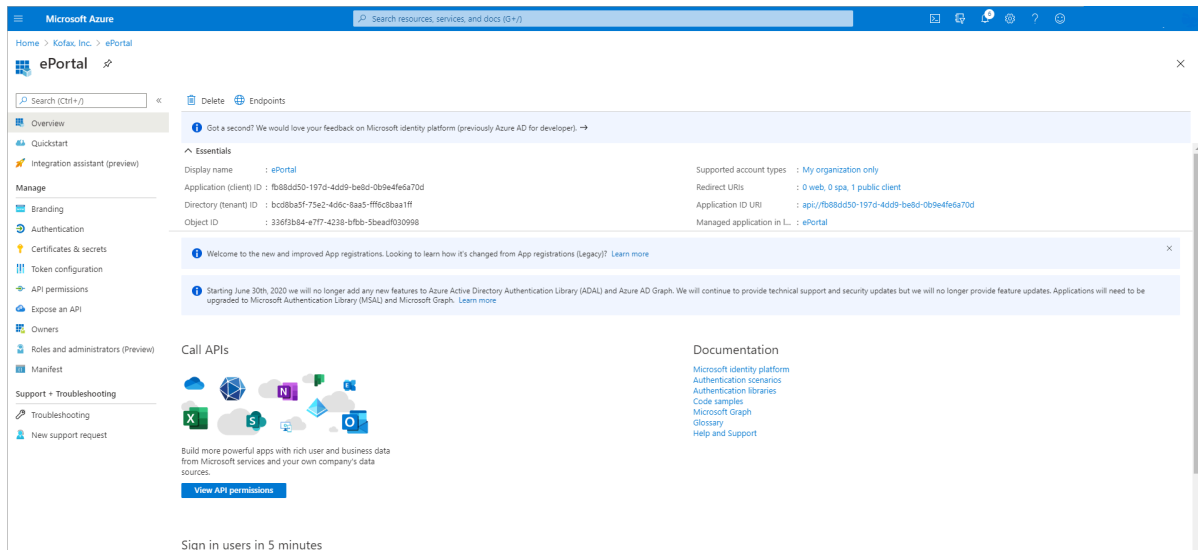 Microsoft Azure
Search resources, services, and docs (G+/)
6
Home > Kofax, Inc. > ePortal
ePortal
Search (Ctrl+/)
«
Delete
Endpoints
Overview
Quickstart
Integration assistant (preview)
Manage
Branding
Authentication
Certificates & secrets
Token configuration
API permissions
Expose an API
Owners
Roles and administrators (Preview)
Manifest
Support + Troubleshooting
Troubleshooting
New support request
Got a second? We would love your feedback on Microsoft identity platform (previously Azure AD for developer). →
Essentials
Display name : ePortal
Application (client) ID : fb88dd50-197d-4dd9-be8d-0b9e4fe6a70d
Directory (tenant) ID : bcd8ba5f-75e2-4d6c-8aa5-fff6c8baa1ff
Object ID : 336f3b84-e7f7-4238-bfbb-5beadf030998
Supported account types : My organization only
Redirect URIs : 0 web, 0 spa, 1 public client
Application ID URI : api://fb88dd50-197d-4dd9-be8d-0b9e4fe6a70d
Managed application in l... : ePortal
Welcome to the new and improved App registrations. Looking to learn how it's changed from App registrations (Legacy)? Learn more
Starting June 30th, 2020 we will no longer add any new features to Azure Active Directory Authentication Library (ADAL) and Azure AD Graph. We will continue to provide technical support and security updates but we will no longer provide feature updates. Applications will need to be
upgraded to Microsoft Authentication Library (MSAL) and Microsoft Graph. Learn more
Call APIs
N
X
S
O
Build more powerful apps with rich user and business data
from Microsoft services and your own company's data
sources.
View API permissions
Documentation
Microsoft identity platform
Authentication scenarios
Authentication libraries
Code samples
Microsoft Graph
Glossary
Help and Support
Sign in users in 5 minutes